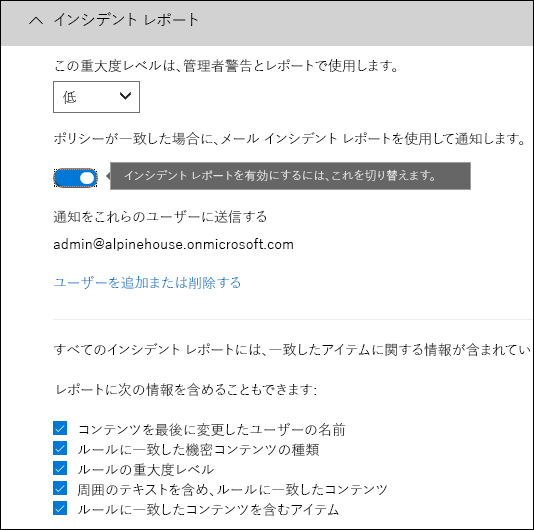 インシデント レポート
この重大度レベルは、管理者警告とレポートで使用します。
低
ポリシーが一致した場合に、メール インシデント レポートを使用して通知します。
インシデント レポートを有効にするには、これを切り替えます。
通知をこれらのユーザーに送信する
admin@alpinehouse.onmicrosoft.com
ユーザーを追加または削除する
すべてのインシデント レポートには、一致したアイテムに関する情報が含まれてい
レポートに次の情報を含めることもできます:
コンテンツを最後に変更したユーザーの名前
ルールに一致した機密コンテンツの種類
ルールの重大度レベル
周囲のテキストを含め、ルールに一致したコンテンツ
ルールに一致したコンテンツを含むアイテム